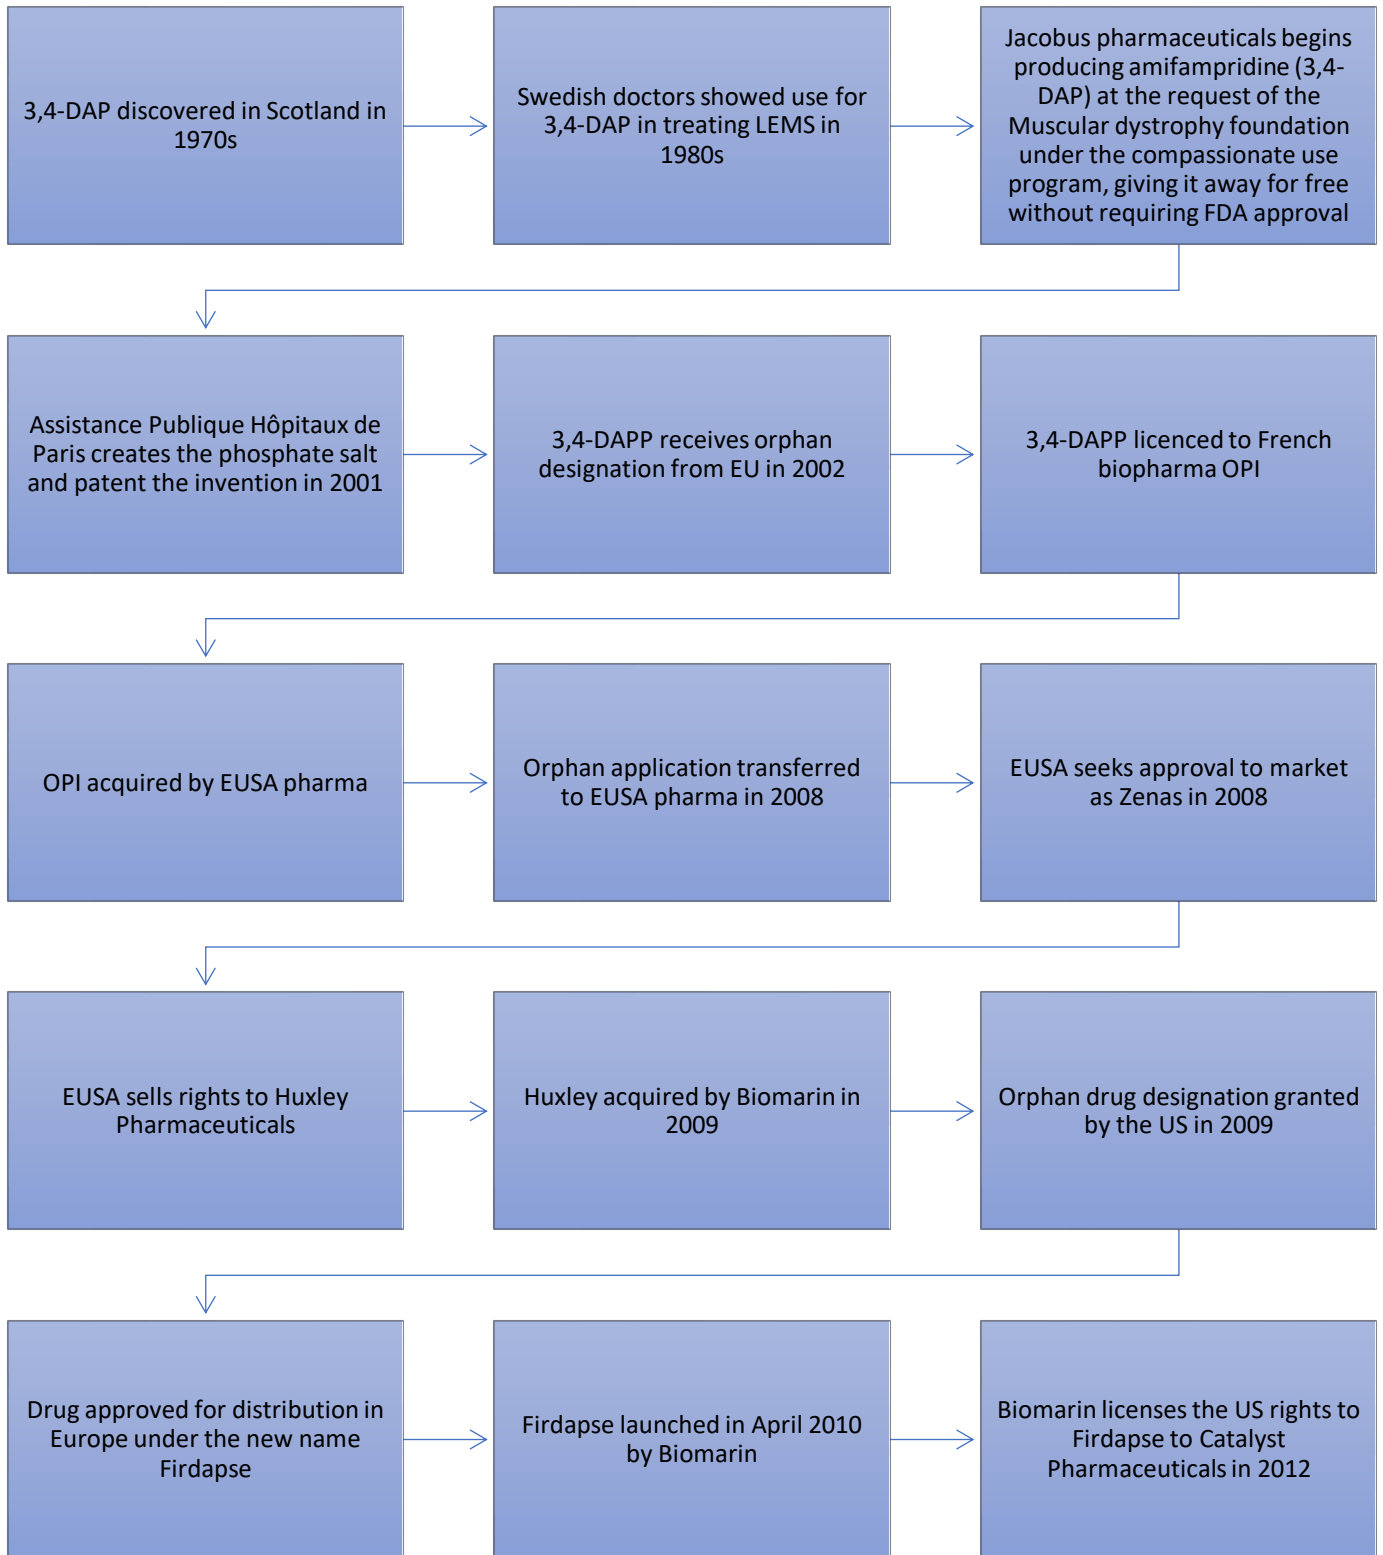 3,4-DAP discovered in Scotland in
1970s
Swedish doctors showed use for
3,4-DAP in treating LEMS in
1980s
Jacobus pharmaceuticals begins
producing amifampridine (3,4-
DAP) at the request of the
Muscular dystrophy foundation
under the compassionate use
program, giving it away for free
without requiring FDA approval
Assistance Publique Hôpitaux de
Paris creates the phosphate salt
and patent the invention in 2001
3,4-DAPP receives orphan
designation from EU in 2002
3,4-DAPP licenced to French
biopharma OPI
OPI acquired by EUSA pharma
Orphan application transferred
to EUSA pharma in 2008
EUSA seeks approval to market
as Zenas in 2008
EUSA sells rights to Huxley
Pharmaceuticals
Huxley acquired by Biomarin in
2009
Orphan drug designation granted
by the US in 2009
Drug approved for distribution in
Europe under the new name
Firdapse
Firdapse launched in April 2010
by Biomarin
Biomarin licenses the US rights to
Firdapse to Catalyst
Pharmaceuticals in 2012